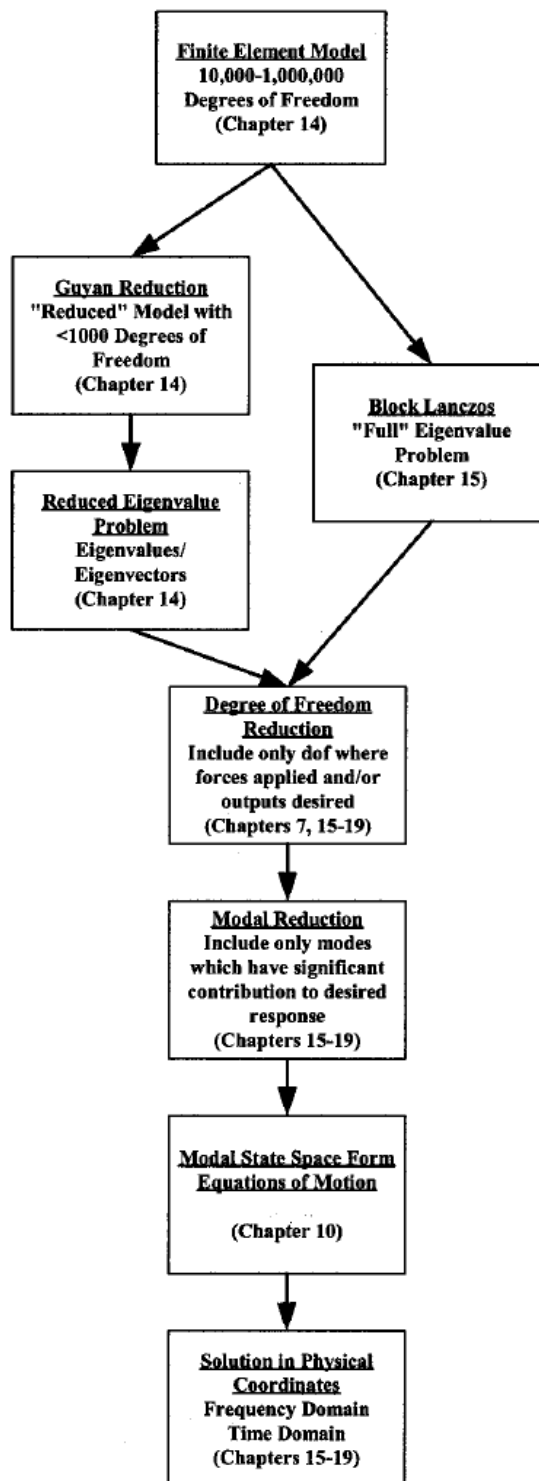 Finite Element Model
10,000-1,000,000
Degrees of Freedom
(Chapter 14)
Guyan Reduction
"Reduced" Model with
<1000 Degrees of
Freedom
(Chapter 14)
Block Lanczos
"Full" Eigenvalue
Problem
(Chapter 15)
Reduced Eigenvalue
Problem
Eigenvalues/
Eigenvectors
(Chapter 14)
Degree of Freedom
Reduction
Include only dof where
forces applied and/or
outputs desired
(Chapters 7, 15-19)
Modal Reduction
Include only modes
which have significant
contribution to desired
response
(Chapters 15-19)
Modal State Space Form
Equations of Motion
(Chapter 10)
Solution in Physical
Coordinates
Frequency Domain
Time Domain
(Chapters 15-19)